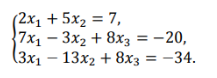 2x₁ + 5x₂ = 7,
7x₁ − 3x₂ + 8x₃ = −20,
3x₁ − 13x₂ + 8x₃ = −34.